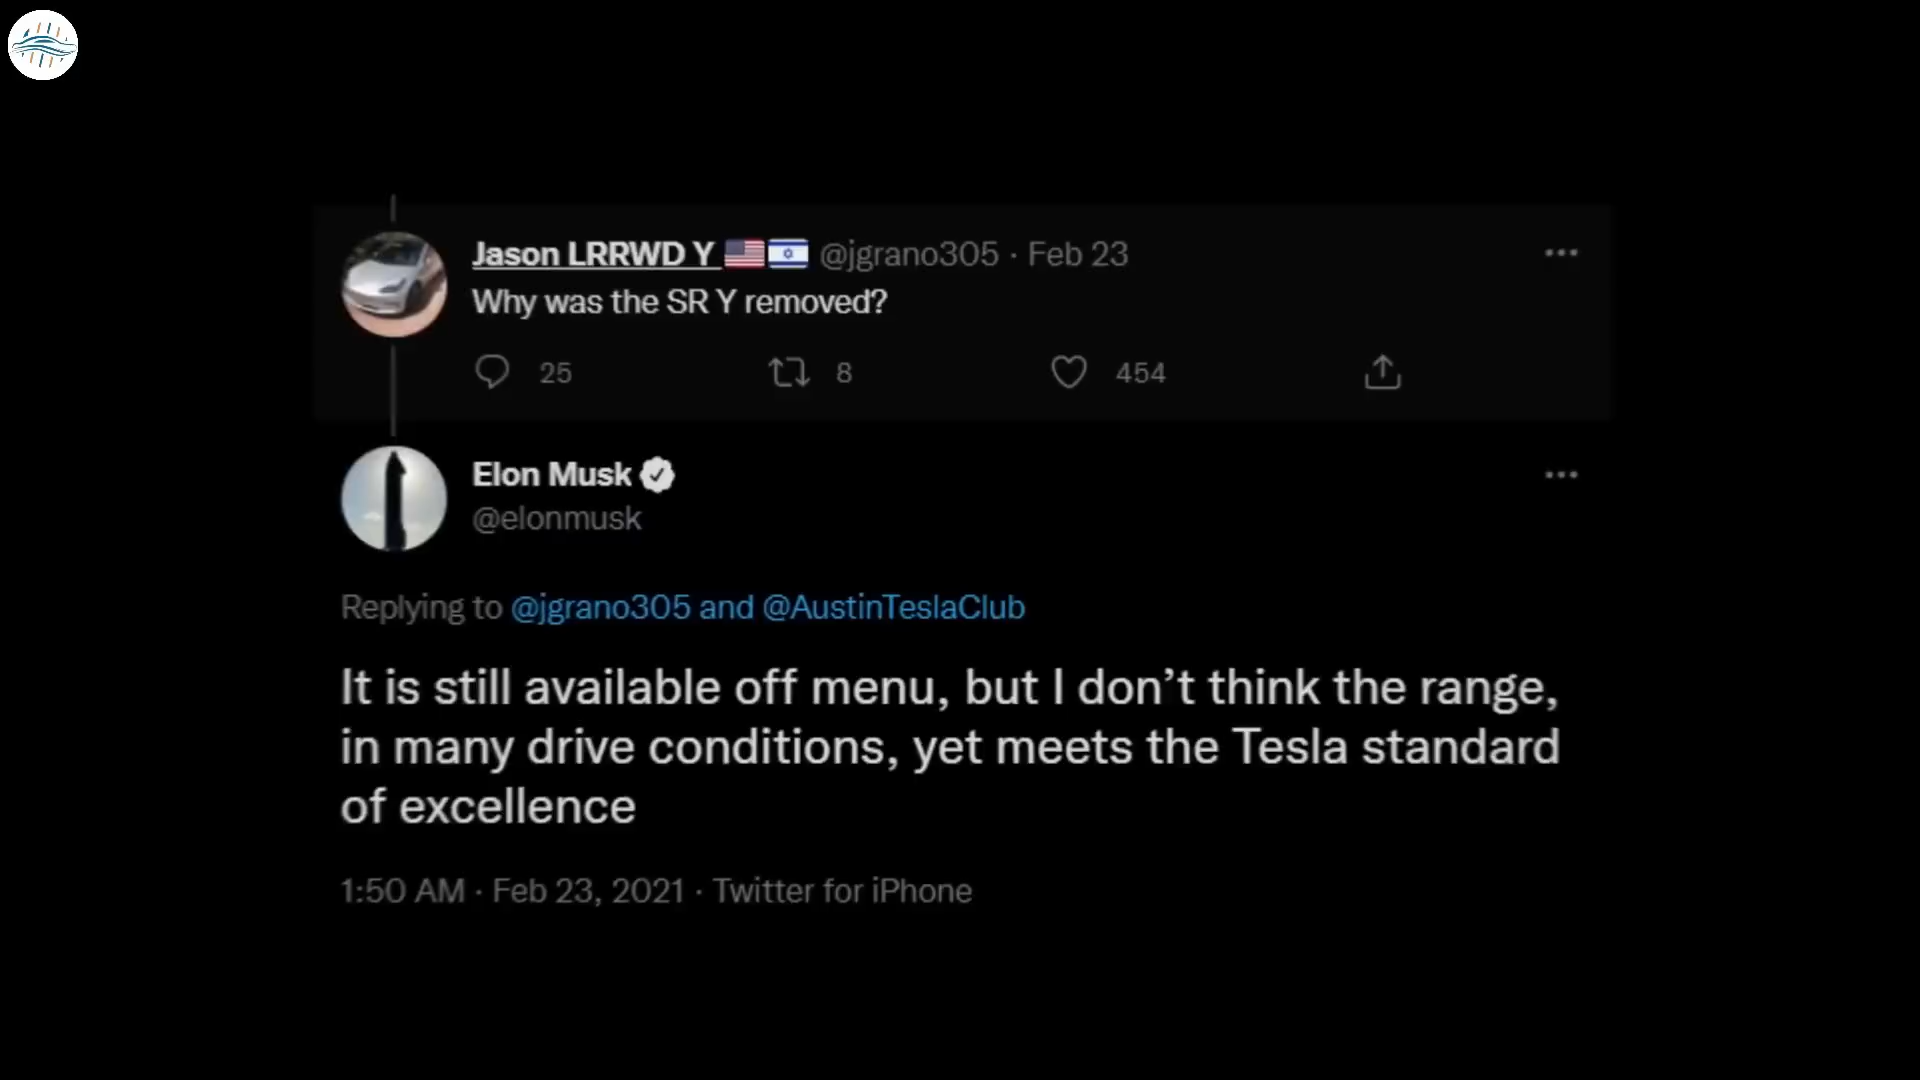 Jason LRRWD Y 🇺🇸🇮🇱 @jgrano305 · Feb 23
Why was the SR Y removed?
25 8 454
Elon Musk
@elonmusk
Replying to @jgrano305 and @AustinTeslaClub
It is still available off menu, but I don’t think the range,
in many drive conditions, yet meets the Tesla standard
of excellence
1:50 AM · Feb 23, 2021 · Twitter for iPhone